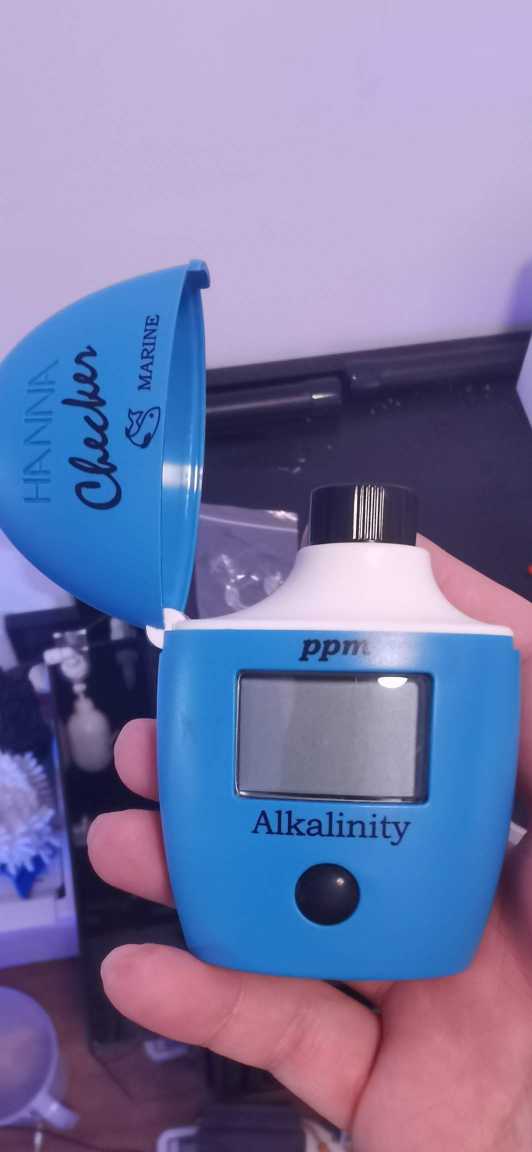 HANNA
Checker
MARINE
ppm
Alkalinity